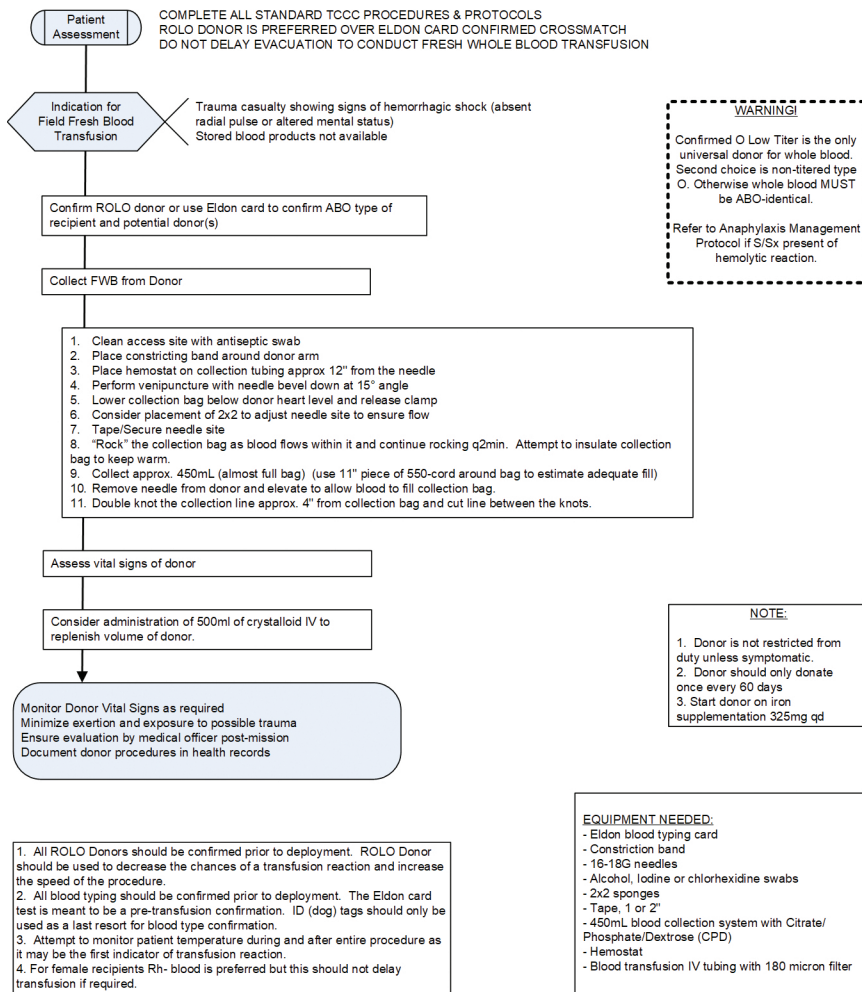 Patient
Assessment
COMPLETE ALL STANDARD TCCC PROCEDURES & PROTOCOLS
ROLO DONOR IS PREFERRED OVER ELDON CARD CONFIRMED CROSSMATCH
DO NOT DELAY EVACUATION TO CONDUCT FRESH WHOLE BLOOD TRANSFUSION
Indication for
Field Fresh Blood
Transfusion
Trauma casualty showing signs of hemorrhagic shock (absent
radial pulse or altered mental status)
Stored blood products not available
WARNING!
Confirmed O Low Titer is the only
universal donor for whole blood.
Second choice is non-titered type
O. Otherwise whole blood MUST
be ABO-identical.
Refer to Anaphylaxis Management
Protocol if S/Sx present of
hemolytic reaction.
Confirm ROLO donor or use Eldon card to confirm ABO type of
recipient and potential donor(s)
Collect FWB from Donor
1. Clean access site with antiseptic swab
2. Place constricting band around donor arm
3. Place hemostat on collection tubing approx 12" from the needle
4. Perform venipuncture with needle bevel down at 15° angle
5. Lower collection bag below donor heart level and release clamp
6. Consider placement of 2x2 to adjust needle site to ensure flow
7. Tape/Secure needle site
8. “Rock” the collection bag as blood flows within it and continue rocking q2min. Attempt to insulate collection
bag to keep warm.
9. Collect approx. 450mL (almost full bag) (use 11" piece of 550-cord around bag to estimate adequate fill)
10. Remove needle from donor and elevate to allow blood to fill collection bag.
11. Double knot the collection line approx. 4" from collection bag and cut line between the knots.
Assess vital signs of donor
Consider administration of 500ml of crystalloid IV to
replenish volume of donor.
NOTE:
1. Donor is not restricted from
duty unless symptomatic.
2. Donor should only donate
once every 60 days
3. Start donor on iron
supplementation 325mg qd
Monitor Donor Vital Signs as required
Minimize exertion and exposure to possible trauma
Ensure evaluation by medical officer post-mission
Document donor procedures in health records
1. All ROLO Donors should be confirmed prior to deployment. ROLO Donor
should be used to decrease the chances of a transfusion reaction and increase
the speed of the procedure.
2. All blood typing should be confirmed prior to deployment. The Eldon card
test is meant to be a pre-transfusion confirmation. ID (dog) tags should only be
used as a last resort for blood type confirmation.
3. Attempt to monitor patient temperature during and after entire procedure as
it may be the first indicator of transfusion reaction.
4. For female recipients Rh- blood is preferred but this should not delay
transfusion if required.
EQUIPMENT NEEDED:
- Eldon blood typing card
- Constriction band
- 16-18G needles
- Alcohol, Iodine or chlorhexidine swabs
- 2x2 sponges
- Tape, 1 or 2"
- 450mL blood collection system with Citrate/
Phosphate/Dextrose (CPD)
- Hemostat
- Blood transfusion IV tubing with 180 micron filter